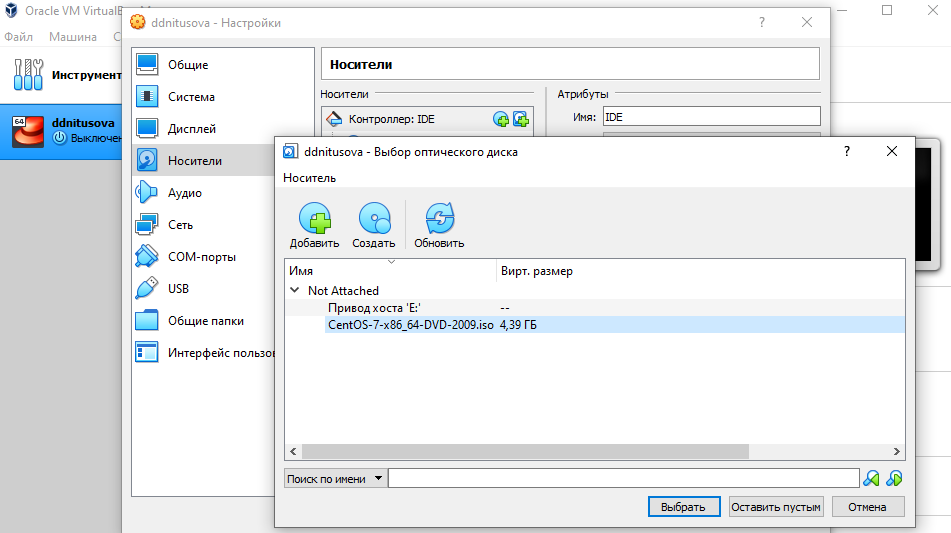 Oracle VM VirtualB
ddnitusova - Настройки
?
Файл Машина С
Инструмент
64
ddnitusova
Выключен
Общие
Система
Дисплей
Носители
Аудио
Сеть
COM-порты
USB
Общие папки
Интерфейс пользо
Носители
Носители
Контроллер: IDE
Атрибуты
Имя: IDE
ddnitusova - Выбор оптического диска
?
Носитель
Добавить Создать Обновить
Имя Вирт. размер
Not Attached
Привод хоста 'E:' --
CentOS-7-x86_64-DVD-2009.iso 4,39 ГБ
Поиск по имени
Выбрать Оставить пустым Отмена